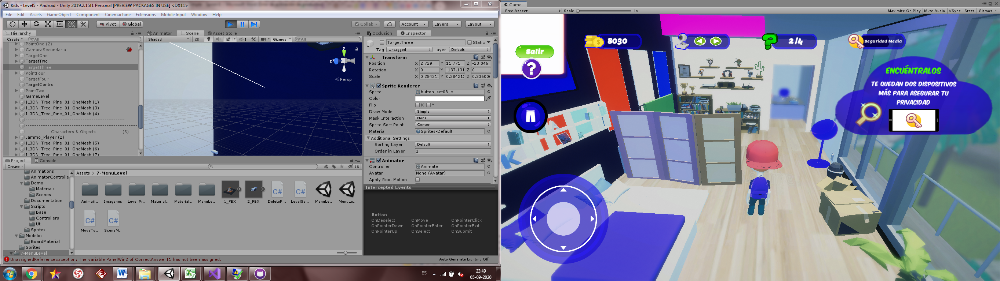 Kids - Level5 - Android - Unity 2019.2.15f1 Personal [PREVIEW PACKAGES IN USE] <DX11>
File Edit Assets GameObject Component Cinemachine Extensions Mobile Input Window Help
Pivot Global
Collab Account Layers Layout
Hierarchy
Create All
PointOne (2)
CamaraSecundaria
TargetOne
TargetTwo
TargetThree
PointFour
TargetFour
TargetControl
PointTwo
GameLevel
IL3DN_Tree_Pine_01_OneMesh (1)
IL3DN_Tree_Pine_01_OneMesh (3)
IL3DN_Tree_Pine_01_OneMesh (4)
------------ Characters & Objects ------------ (3)
Jammo_Player (2)
IL3DN_Tree_Pine_01_OneMesh (5)
IL3DN_Tree_Pine_01_OneMesh (6)
IL3DN_Tree_Pine_01_OneMesh (7)
Animator Scene Asset Store
Shaded 2D 1 Gizmos All
y
z
Persp
Occlusion Inspector
TargetThree Static
Tag Untagged Layer Default
Transform
Position X 2.729 Y 11.771 Z -23.046
Rotation X 0 Y -137.131 Z 0
Scale X 0.28421 Y 0.28421 Z 0.33600
Sprite Renderer
Sprite button_set08_c
Color
Flip X Y
Draw Mode Simple
Mask Interaction None
Sprite Sort Point Center
Material Sprites-Default
Additional Settings
Sorting Layer Default
Order in Layer 1
Animator
Controller Animate
Avatar None (Avatar)
Apply Root Motion
Intercepted Events
Button
OnDeselect OnMove OnPointerClick
OnPointerDown OnPointerEnter OnPointerExit
OnPointerUp OnSelect OnSubmit
Auto Generate Lighting Off
Project Console
Create 16
Animations
AnimatorControlle
Demo
Materials
Scenes
Documentation
Scripts
Base
Controllers
Util
Sprites
Modelos
BoardMaterial
Sprites
7-MenuLevel
Assets > 7-MenuLevel
Animati... Imagenes Level Pr... Material... Material... MenuLe... 1_FBX 2_FBX DeletePl... LevelSel... MenuLe... MenuLe...
C# C#
C# C#
MoveTo... SceneM...
UnassignedReferenceException: The variable PanelWin2 of CorrectAnswerT1 has not been assigned.
ES
23:49
05-09-2020
Game
Free Aspect Scale 1x Maximize On Play Mute Audio VSync Stats Gizmos
Salir
?
8030
? 2/4
Seguridad Media
ENCUÉNTRALOS
TE QUEDAN DOS DISPOSITIVOS
MÁS PARA ASEGURAR TU
PRIVACIDAD